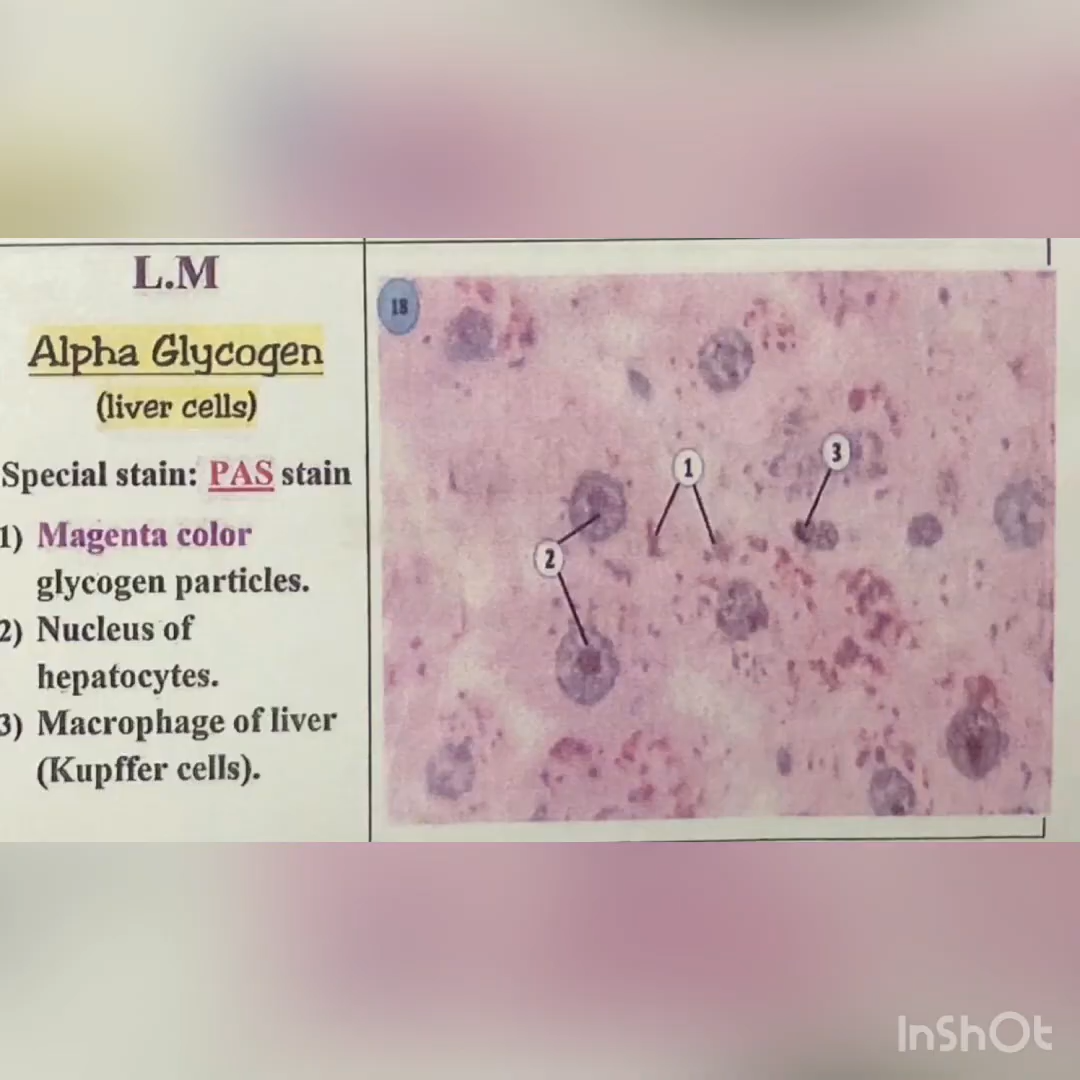 L.M
Alpha Glycogen
(liver cells)
Special stain: PAS stain
1) Magenta color
glycogen particles.
2) Nucleus of
hepatocytes.
3) Macrophage of liver
(Kupffer cells).
18
1
3
2
InShOt